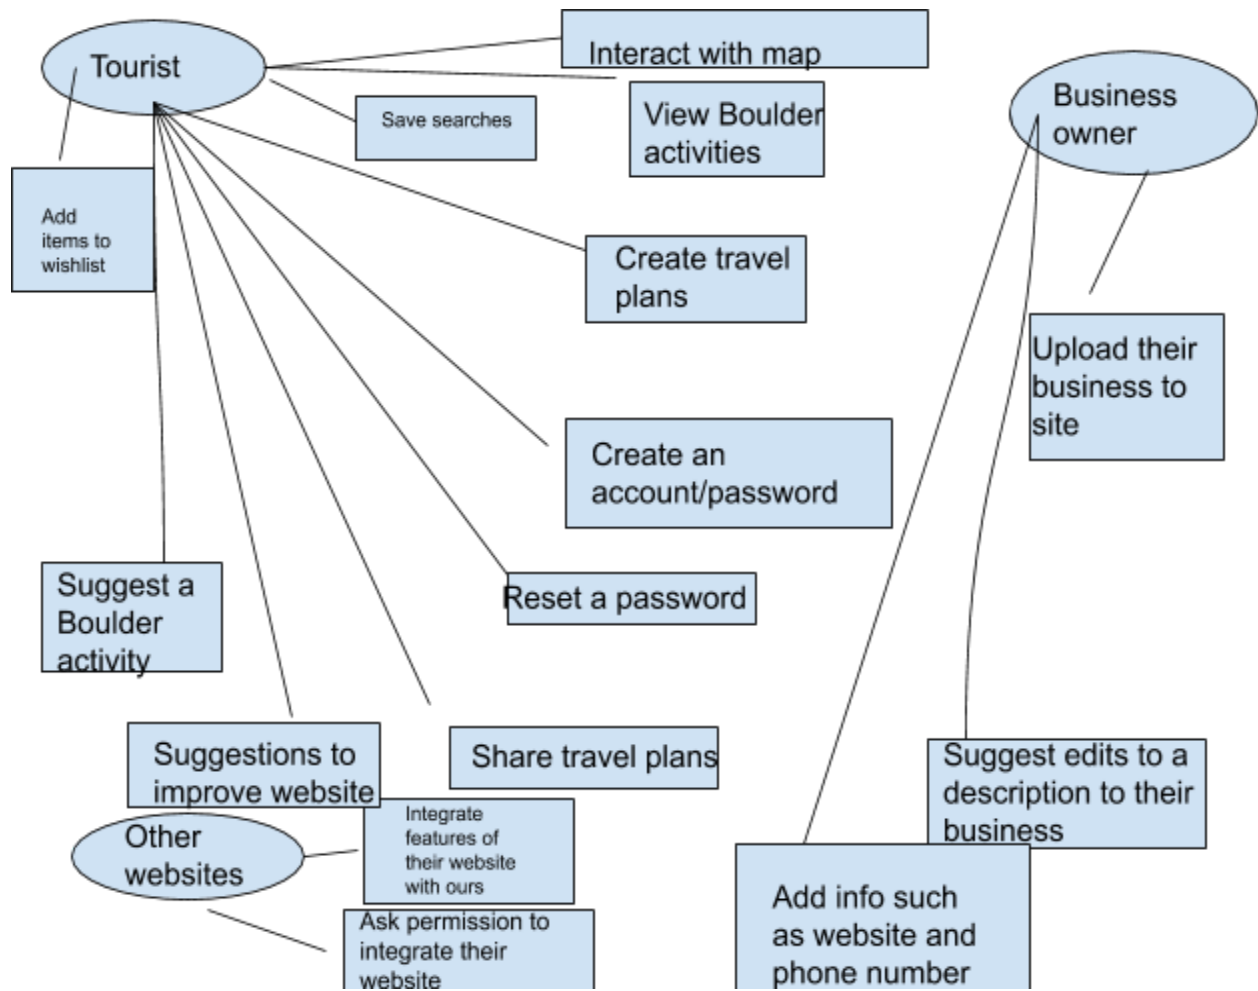 Tourist
Interact with map
Save searches
View Boulder
activities
Business
owner
Add
items to
wishlist
Create travel
plans
Upload their
business to
site
Create an
account/password
Suggest a
Boulder
activity
Reset a password
Suggestions to
improve website
Share travel plans
Suggest edits to a
description to their
business
Other
websites
Integrate
features of
their website
with ours
Ask permission to
integrate their
website
Add info such
as website and
phone number